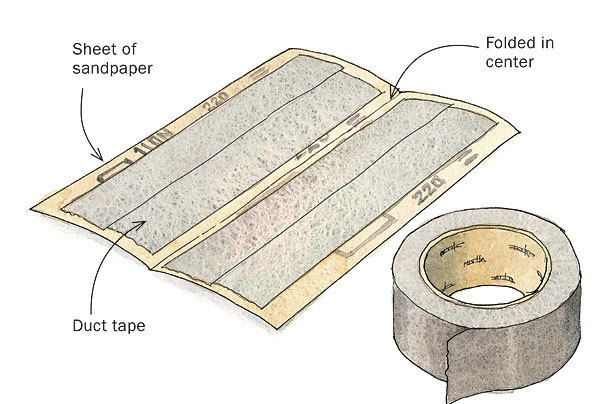 Sheet of
sandpaper
Folded in
center
220
220
Duct tape